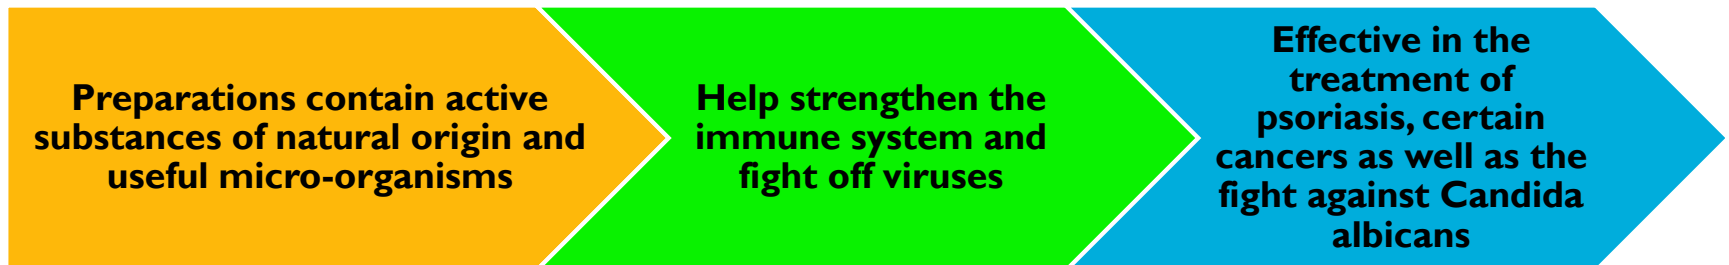 Preparations contain active
substances of natural origin and
useful micro-organisms
Help strengthen the
immune system and
fight off viruses
Effective in the
treatment of
psoriasis, certain
cancers as well as the
fight against Candida
albicans